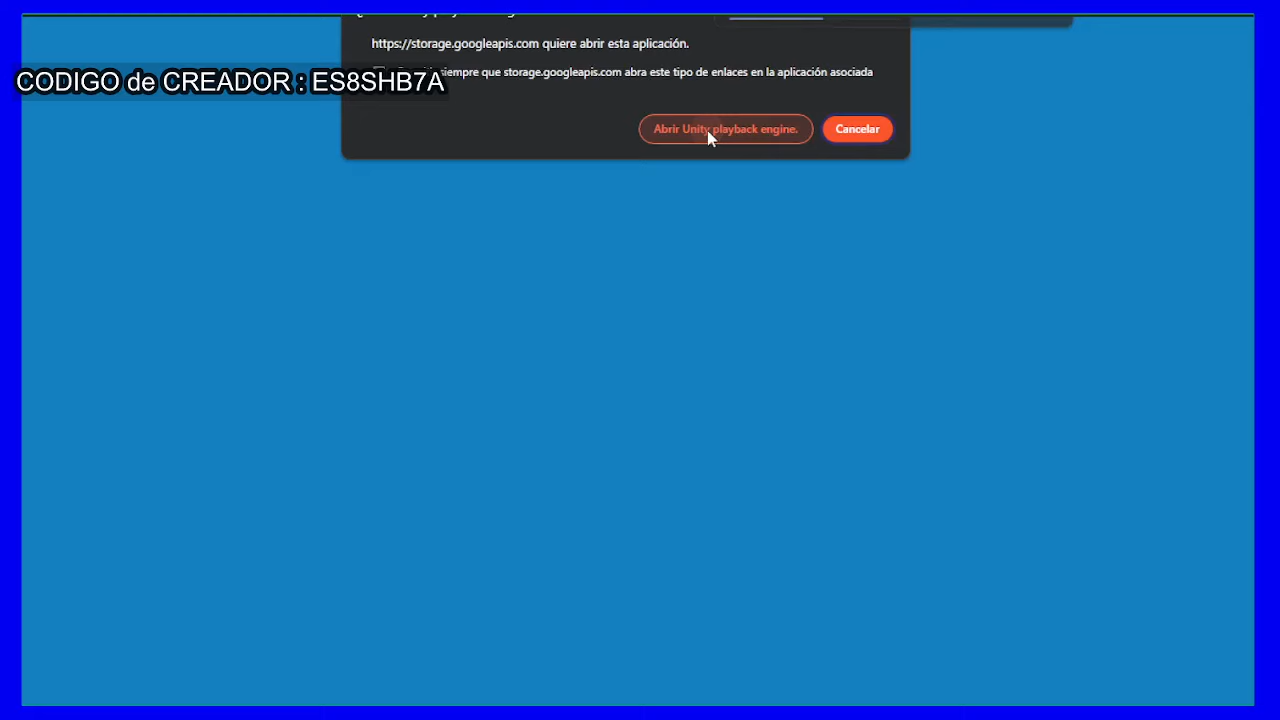 https://storage.googleapis.com quiere abrir esta aplicación.
siempre que storage.googleapis.com abra este tipo de enlaces en la aplicación asociada
CODIGO de CREADOR : ES8SHB7A
Abrir Unity playback engine.
Cancelar